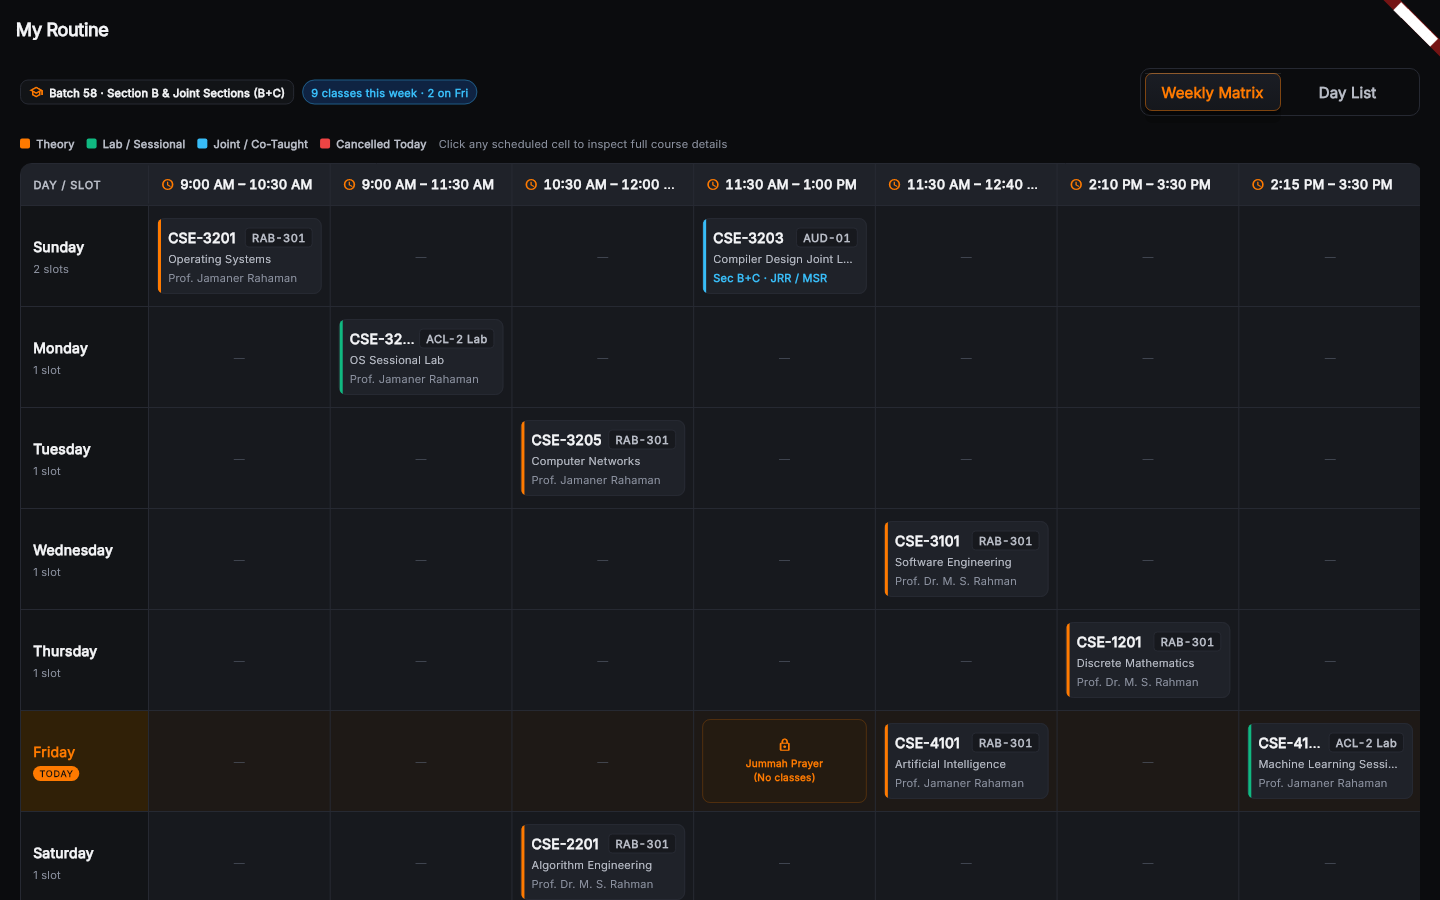 My Routine
Batch 58 · Section B & Joint Sections (B+C)
9 classes this week · 2 on Fri
Weekly Matrix
Day List
Theory
Lab / Sessional
Joint / Co-Taught
Cancelled Today
Click any scheduled cell to inspect full course details
DAY / SLOT
9:00 AM – 10:30 AM
9:00 AM – 11:30 AM
10:30 AM – 12:00 ...
11:30 AM – 1:00 PM
11:30 AM – 12:40 ...
2:10 PM – 3:30 PM
2:15 PM – 3:30 PM
Sunday
2 slots
CSE-3201 RAB-301
Operating Systems
Prof. Jamaner Rahaman
—
—
CSE-3203 AUD-01
Compiler Design Joint L...
Sec B+C · JRR / MSR
—
—
—
Monday
1 slot
—
CSE-32... ACL-2 Lab
OS Sessional Lab
Prof. Jamaner Rahaman
—
—
—
—
—
Tuesday
1 slot
—
—
CSE-3205 RAB-301
Computer Networks
Prof. Jamaner Rahaman
—
—
—
—
Wednesday
1 slot
—
—
—
—
CSE-3101 RAB-301
Software Engineering
Prof. Dr. M. S. Rahman
—
—
Thursday
1 slot
—
—
—
—
—
CSE-1201 RAB-301
Discrete Mathematics
Prof. Dr. M. S. Rahman
—
Friday
TODAY
—
—
—
Jummah Prayer
(No classes)
CSE-4101 RAB-301
Artificial Intelligence
Prof. Jamaner Rahaman
—
CSE-41... ACL-2 Lab
Machine Learning Sessi...
Prof. Jamaner Rahaman
Saturday
1 slot
—
—
CSE-2201 RAB-301
Algorithm Engineering
Prof. Dr. M. S. Rahman
—
—
—
—